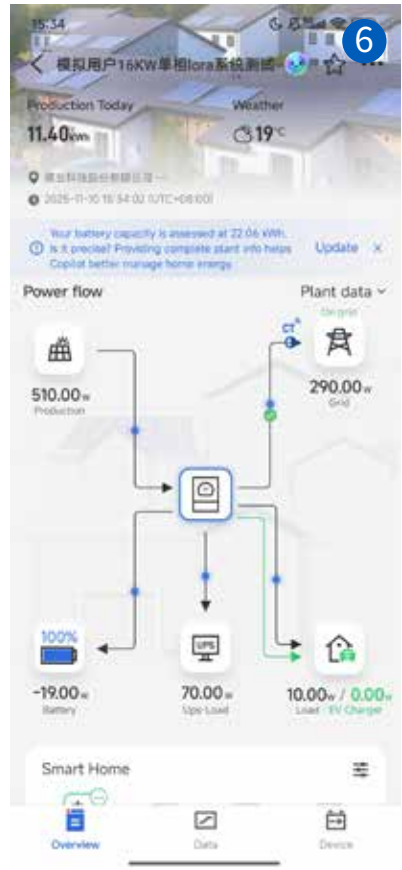 15:34
6
模拟用户16KW单相lora系统测试
Production Today
Weather
11.40kWh
19℃
2025-11-10 15:34:02 (UTC+08:00)
Your battery capacity is assessed at 22.06 kWh.
Is it precise? Providing complete plant info helps
Copilot better manage home energy.
Update
Power flow
Plant data
On grid
CT
510.00w
Production
290.00w
Grid
100%
UPS
-19.00w
Battery
70.00w
Ups Load
10.00w / 0.00w
Load EV Charger
Smart Home
Overview
Data
Device